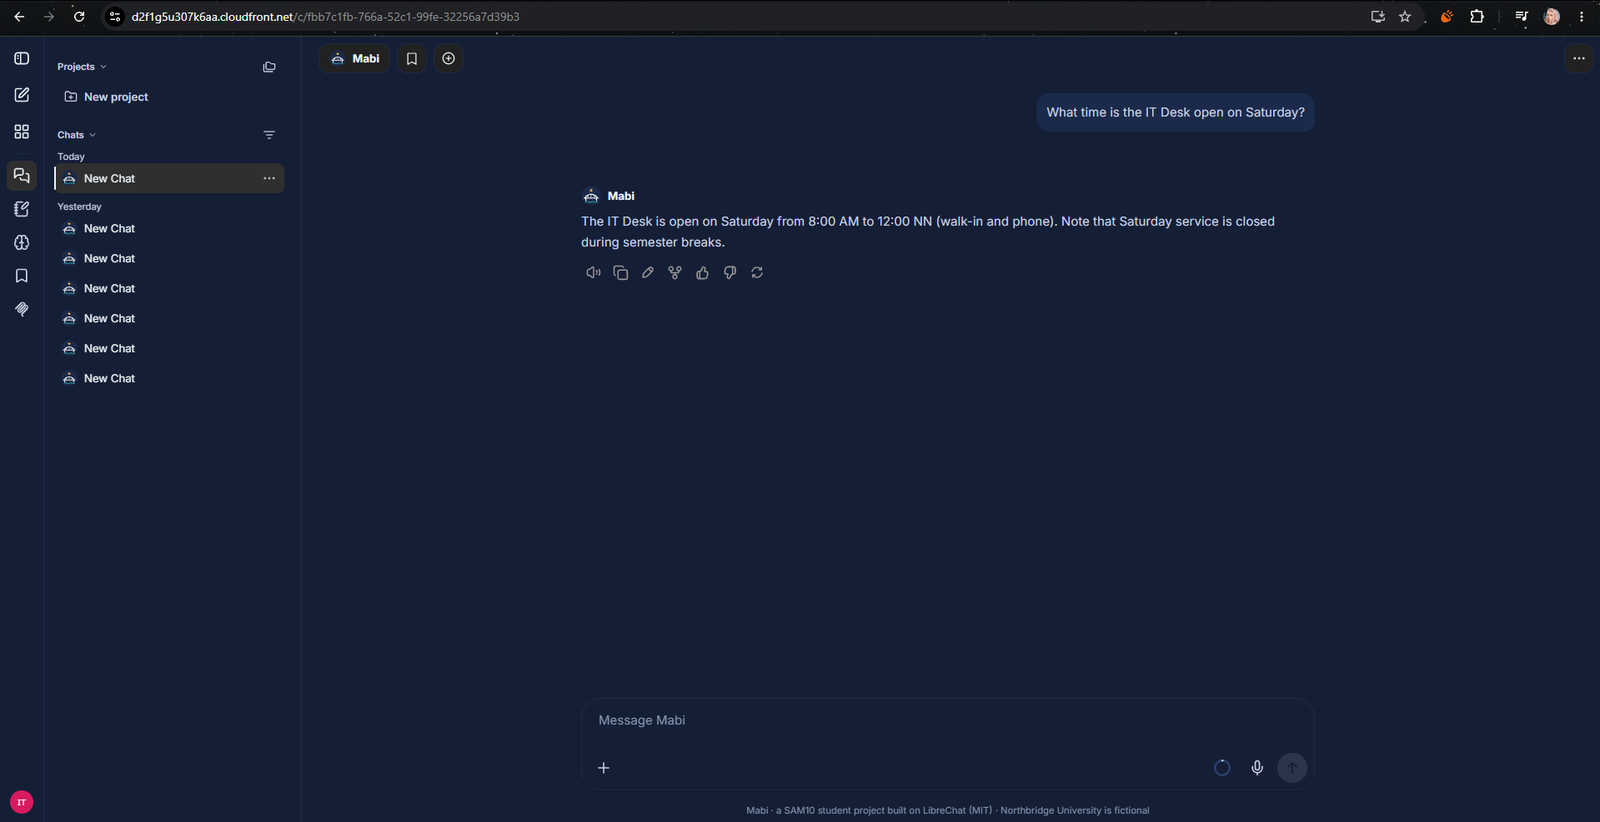 d2f1g5u307k6aa.cloudfront.net/c/fbb7c1fb-766a-52c1-99fe-32256a7d39b3
Projects
New project
Chats
Today
New Chat
Yesterday
New Chat
New Chat
New Chat
New Chat
New Chat
New Chat
IT
Mabi
What time is the IT Desk open on Saturday?
Mabi
The IT Desk is open on Saturday from 8:00 AM to 12:00 NN (walk-in and phone). Note that Saturday service is closed
during semester breaks.
Message Mabi
Mabi · a SAM10 student project built on LibreChat (MIT) · Northbridge University is fictional